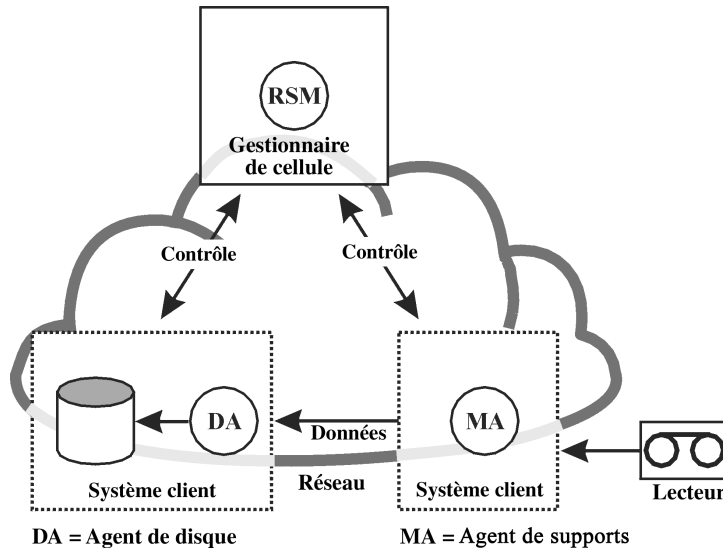 RSM
Gestionnaire
de cellule
Contrôle
Contrôle
DA
Données
MA
Système client
Réseau
Système client
Lecteur
DA = Agent de disque
MA = Agent de supports